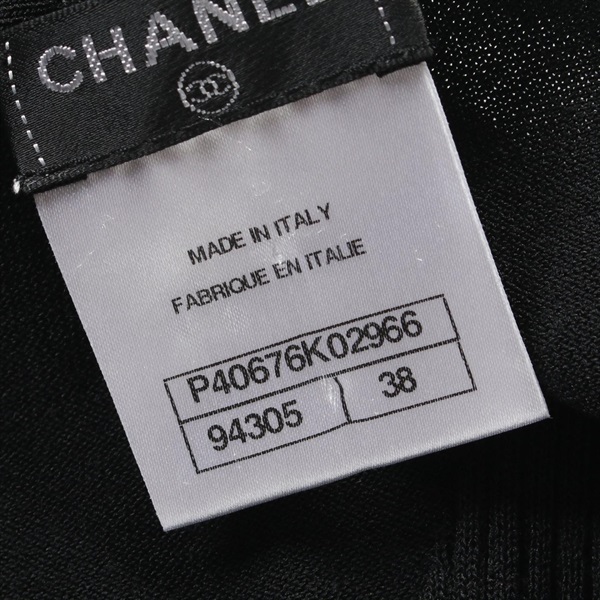 CHANEL
MADE IN ITALY
FABRIQUE EN ITALIE
P40676K02966
94305 38